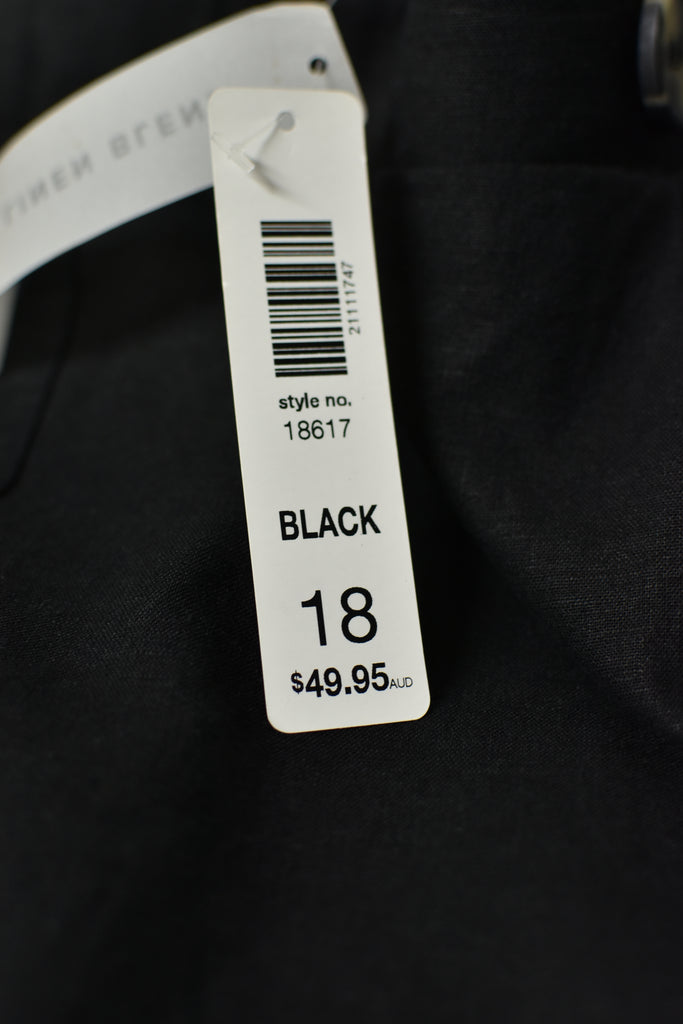 LINEN BLEN
21111747
style no.
18617
BLACK
18
$49.95AUD